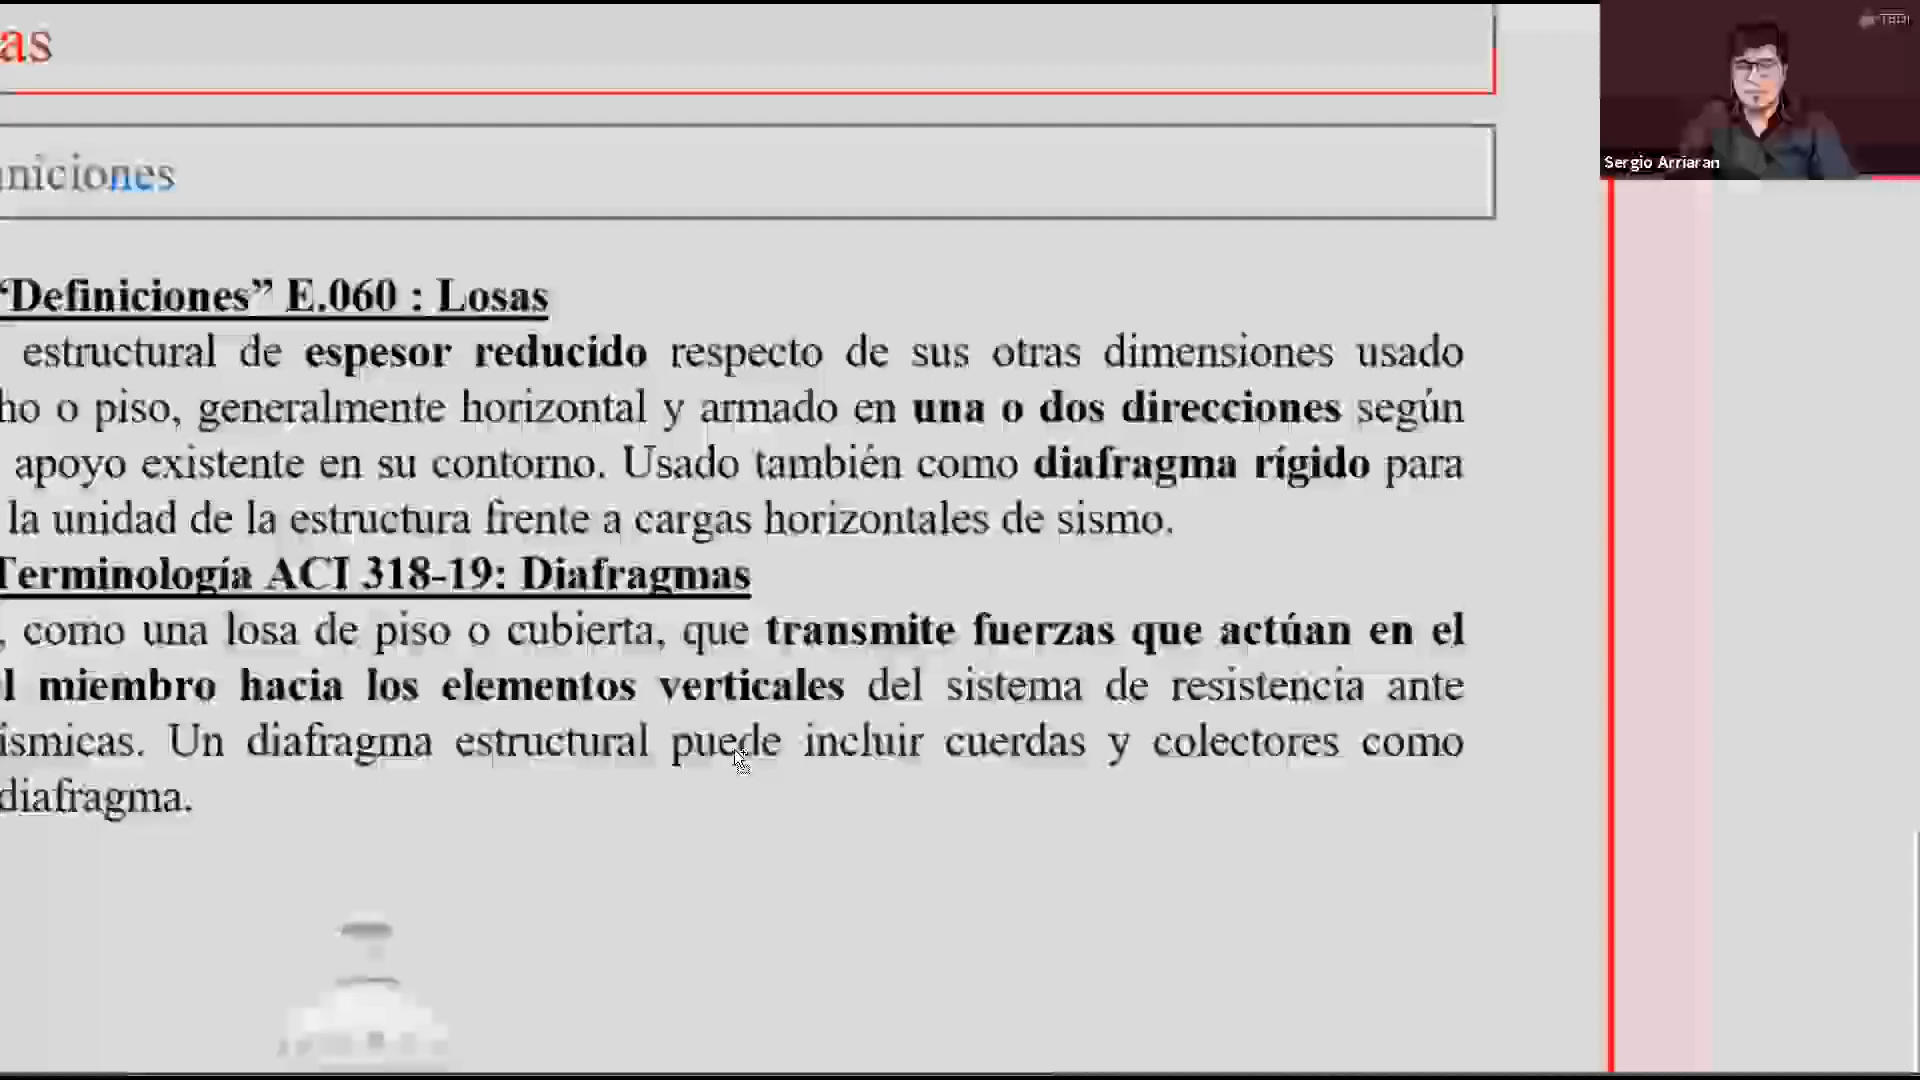 as
niciones
“Definiciones” E.060 : Losas
estructural de espesor reducido respecto de sus otras dimensiones usado
ho o piso, generalmente horizontal y armado en una o dos direcciones según
apoyo existente en su contorno. Usado también como diafragma rígido para
la unidad de la estructura frente a cargas horizontales de sismo.
Terminología ACI 318-19: Diafragmas
, como una losa de piso o cubierta, que transmite fuerzas que actúan en el
l miembro hacia los elementos verticales del sistema de resistencia ante
ísmicas. Un diafragma estructural puede incluir cuerdas y colectores como
diafragma.
Sergio Arriaran